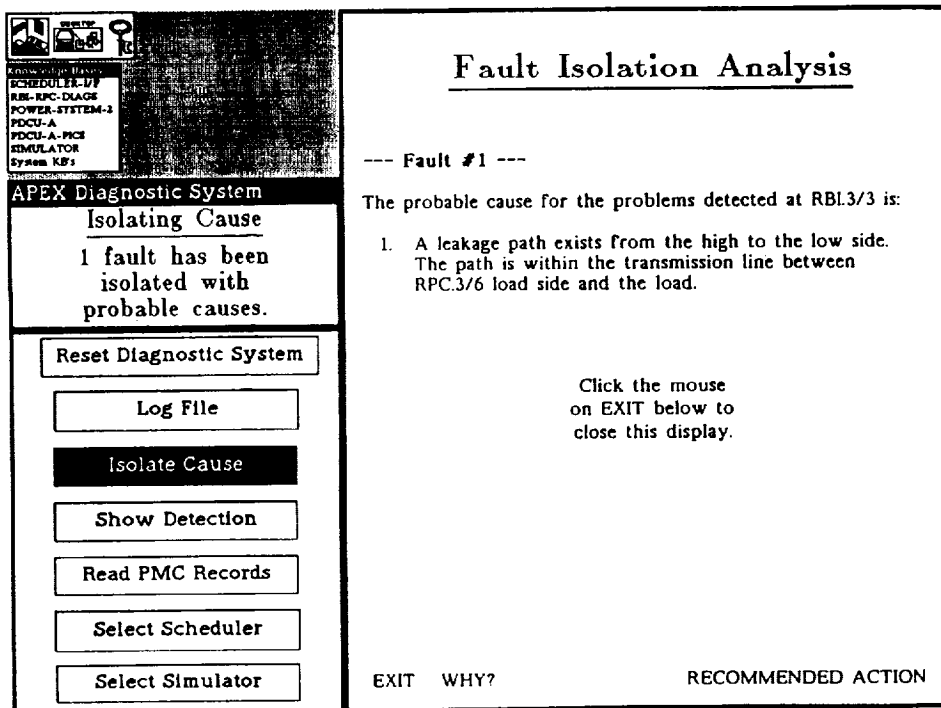 SCHEDULER-I/F
RBI-RPC-DIAGS
POWER-SYSTEM-2
PDCU-A
PDCU-A-PICS
SIMULATOR
System KB's
APEX Diagnostic System
Isolating Cause
1 fault has been
isolated with
probable causes.
Reset Diagnostic System
Log File
Isolate Cause
Show Detection
Read PMC Records
Select Scheduler
Select Simulator
Fault Isolation Analysis
--- Fault #1 ---
The probable cause for the problems detected at RBI.3/3 is:
1. A leakage path exists from the high to the low side.
The path is within the transmission line between
RPC.3/6 load side and the load.
Click the mouse
on EXIT below to
close this display.
EXIT WHY? RECOMMENDED ACTION